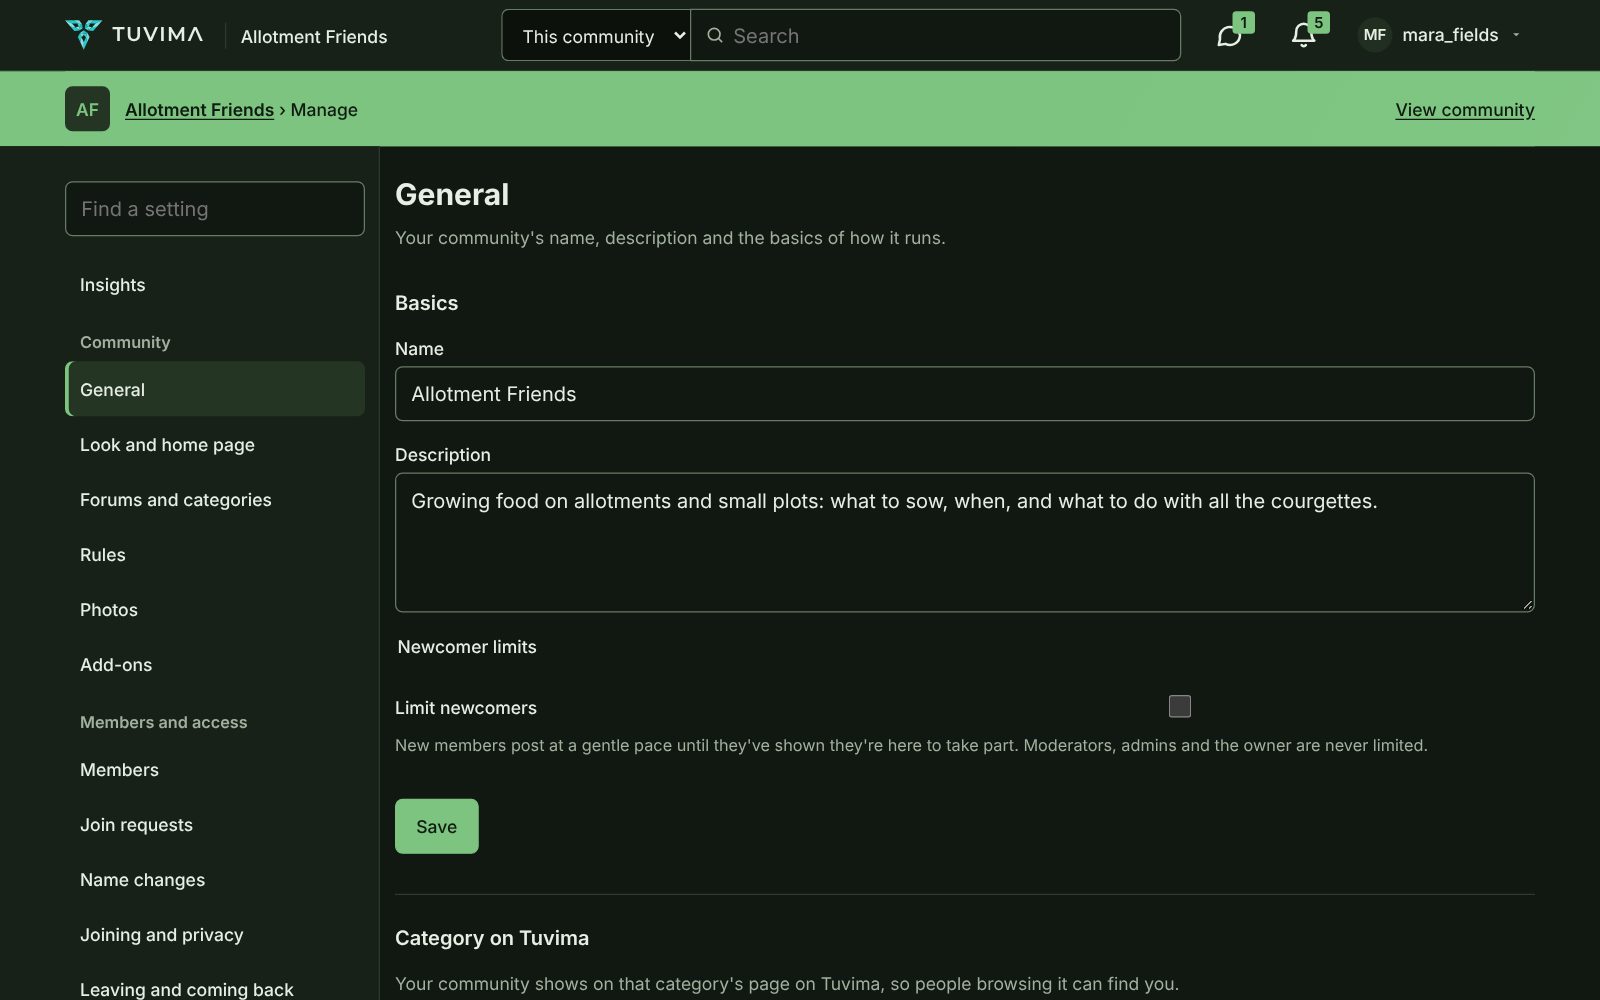 TUVIMA
Allotment Friends
This community
Search
1
5
MF
mara_fields
AF
Allotment Friends › Manage
View community
Find a setting
Insights
Community
General
Look and home page
Forums and categories
Rules
Photos
Add-ons
Members and access
Members
Join requests
Name changes
Joining and privacy
Leaving and coming back
General
Your community's name, description and the basics of how it runs.
Basics
Name
Allotment Friends
Description
Growing food on allotments and small plots: what to sow, when, and what to do with all the courgettes.
Newcomer limits
Limit newcomers
New members post at a gentle pace until they've shown they're here to take part. Moderators, admins and the owner are never limited.
Save
Category on Tuvima
Your community shows on that category's page on Tuvima, so people browsing it can find you.